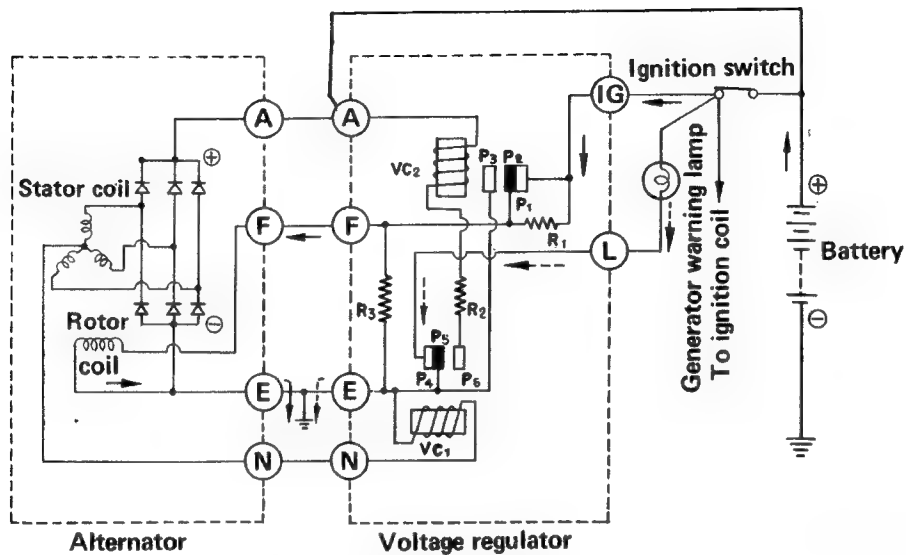 Ignition switch
A
A
IG
P3
P2
VC2
Stator coil
⊕
P1
F
F
R1
L
⊕
Battery
Generator warning lamp
To ignition coil
R3
R2
⊖
⊖
Rotor
coil
P5
P4
P6
E
E
VC1
N
N
Alternator
Voltage regulator